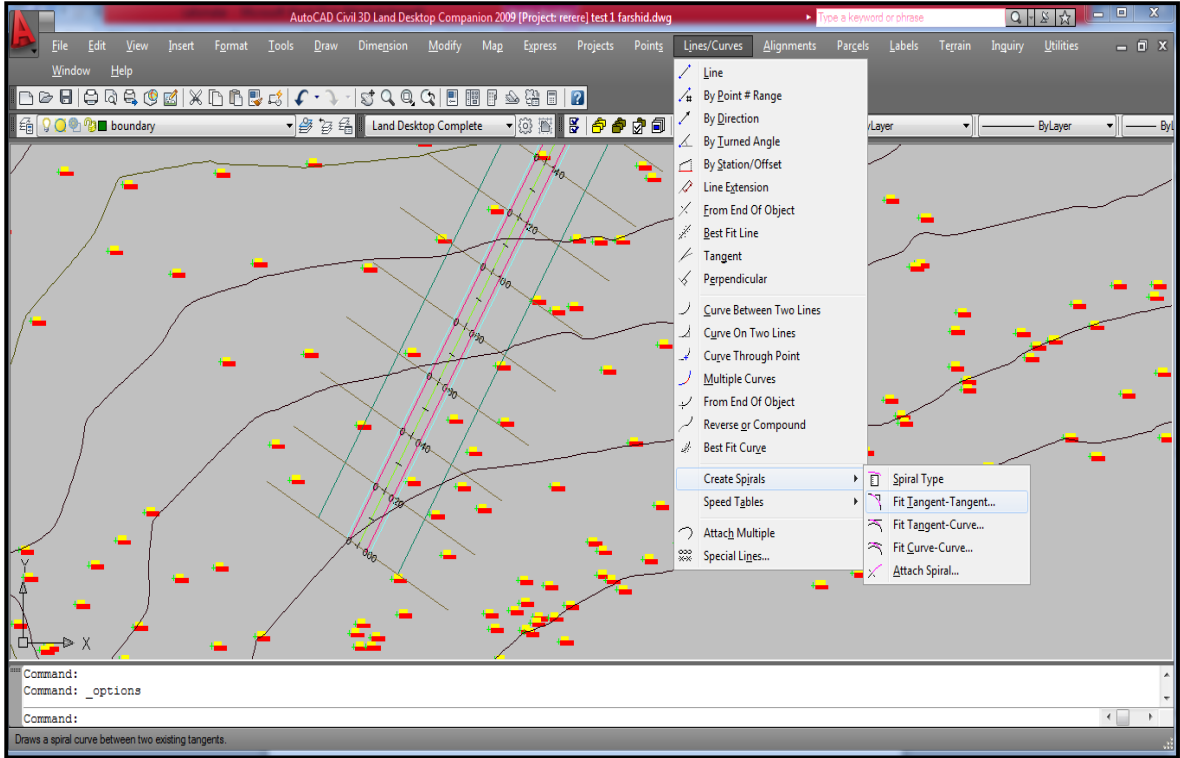 AutoCAD Civil 3D Land Desktop Companion 2009 [Project: rerere] test 1 farshid.dwg
Type a keyword or phrase
File Edit View Insert Format Tools Draw Dimension Modify Map Express Projects Points Lines/Curves Alignments Parcels Labels Terrain Inquiry Utilities
Window Help
boundary
Land Desktop Complete
yLayer
ByLayer
ByL
Line
By Point # Range
By Direction
By Turned Angle
By Station/Offset
Line Extension
From End Of Object
Best Fit Line
Tangent
Perpendicular
Curve Between Two Lines
Curve On Two Lines
Curve Through Point
Multiple Curves
From End Of Object
Reverse or Compound
Best Fit Curve
Create Spirals
Speed Tables
Attach Multiple
Special Lines...
Spiral Type
Fit Tangent-Tangent...
Fit Tangent-Curve...
Fit Curve-Curve...
Attach Spiral...
0+140
0+120
0+100
0+040
0+020
0+000
Y
X
Command:
Command: _options
Command:
Draws a spiral curve between two existing tangents.